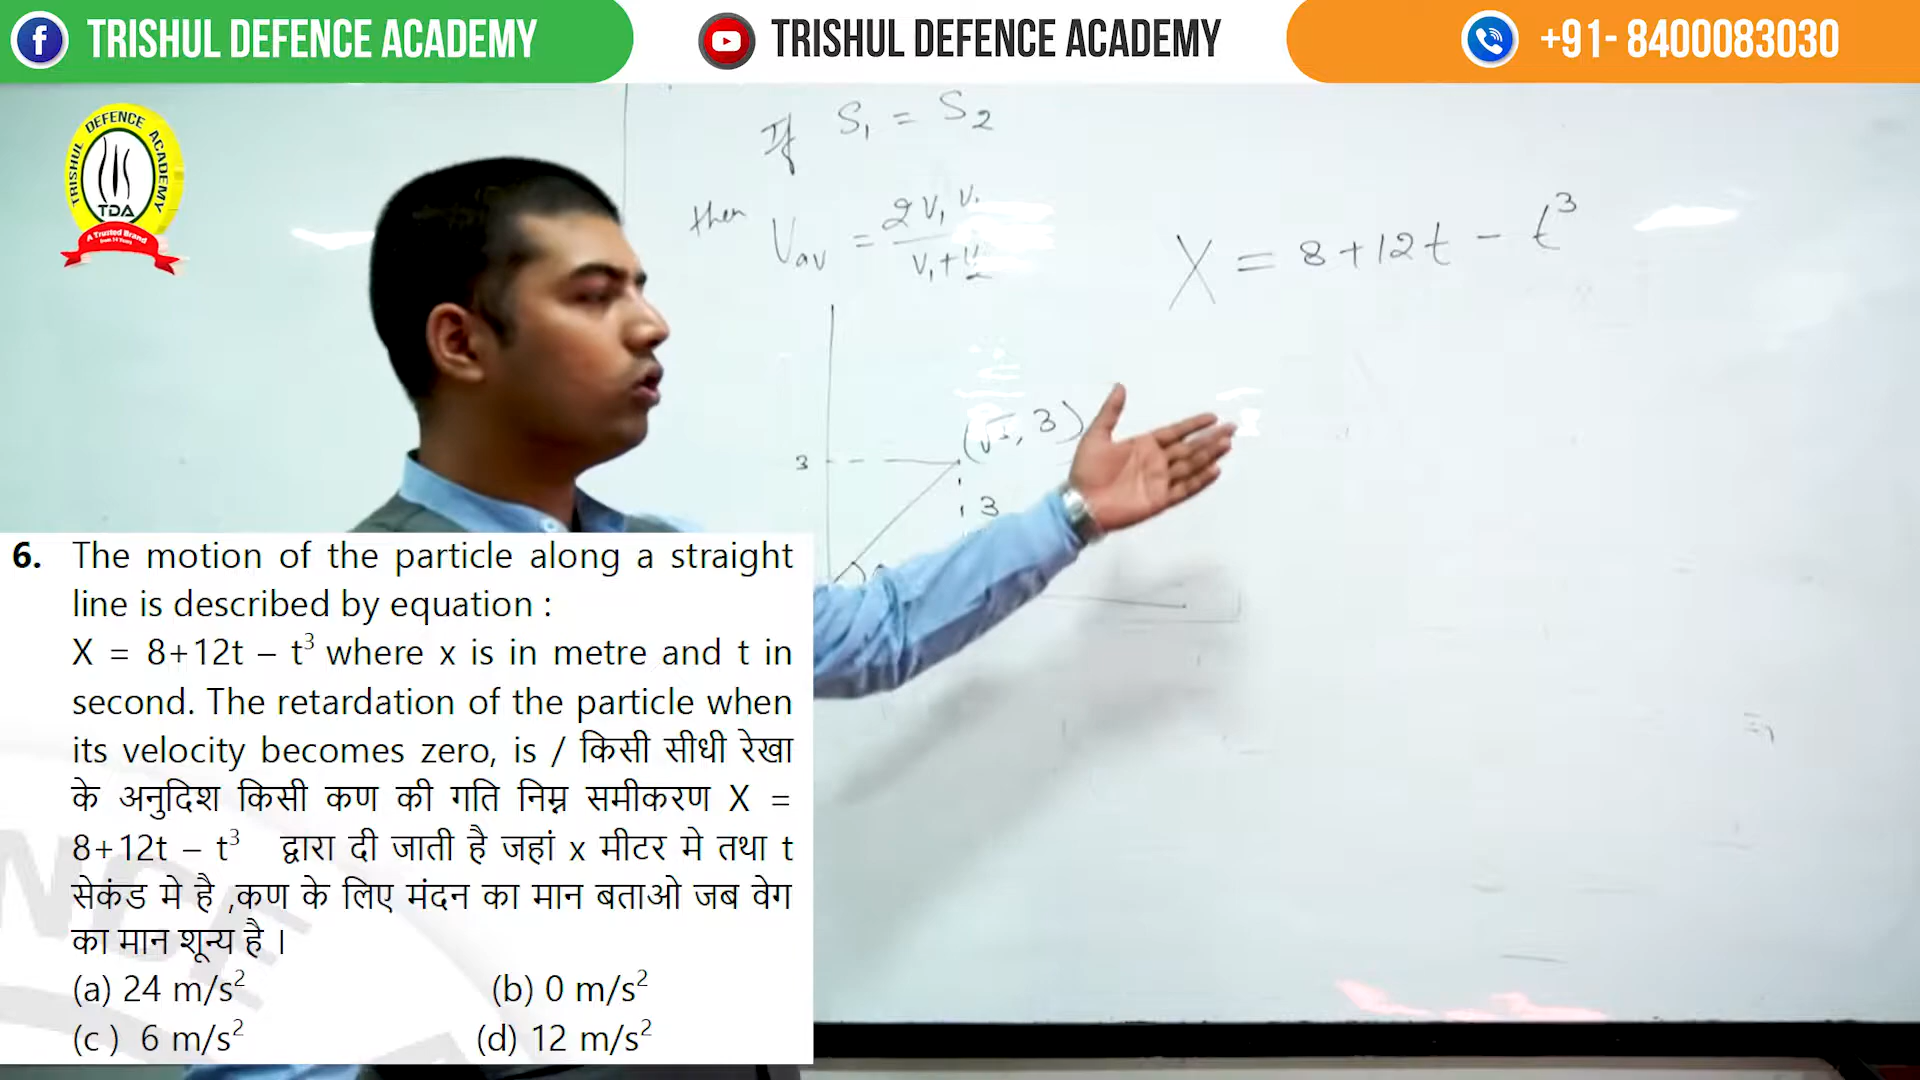 TRISHUL DEFENCE ACADEMY
TRISHUL DEFENCE ACADEMY
+91- 8400083030
TRISHUL DEFENCE ACADEMY
TDA
A Trusted Brand
If S₁ = S₂
then Vav = 2V₁V / V₁+V₂
X = 8+12t - t³
3
3
6. The motion of the particle along a straight
line is described by equation :
X = 8+12t – t³ where x is in metre and t in
second. The retardation of the particle when
its velocity becomes zero, is / किसी सीधी रेखा
के अनुदिश किसी कण की गति निम्न समीकरण X =
8+12t – t³ द्वारा दी जाती है जहां x मीटर मे तथा t
सेकंड मे है ,कण के लिए मंदन का मान बताओ जब वेग
का मान शून्य है ।
(a) 24 m/s² (b) 0 m/s²
(c ) 6 m/s² (d) 12 m/s²